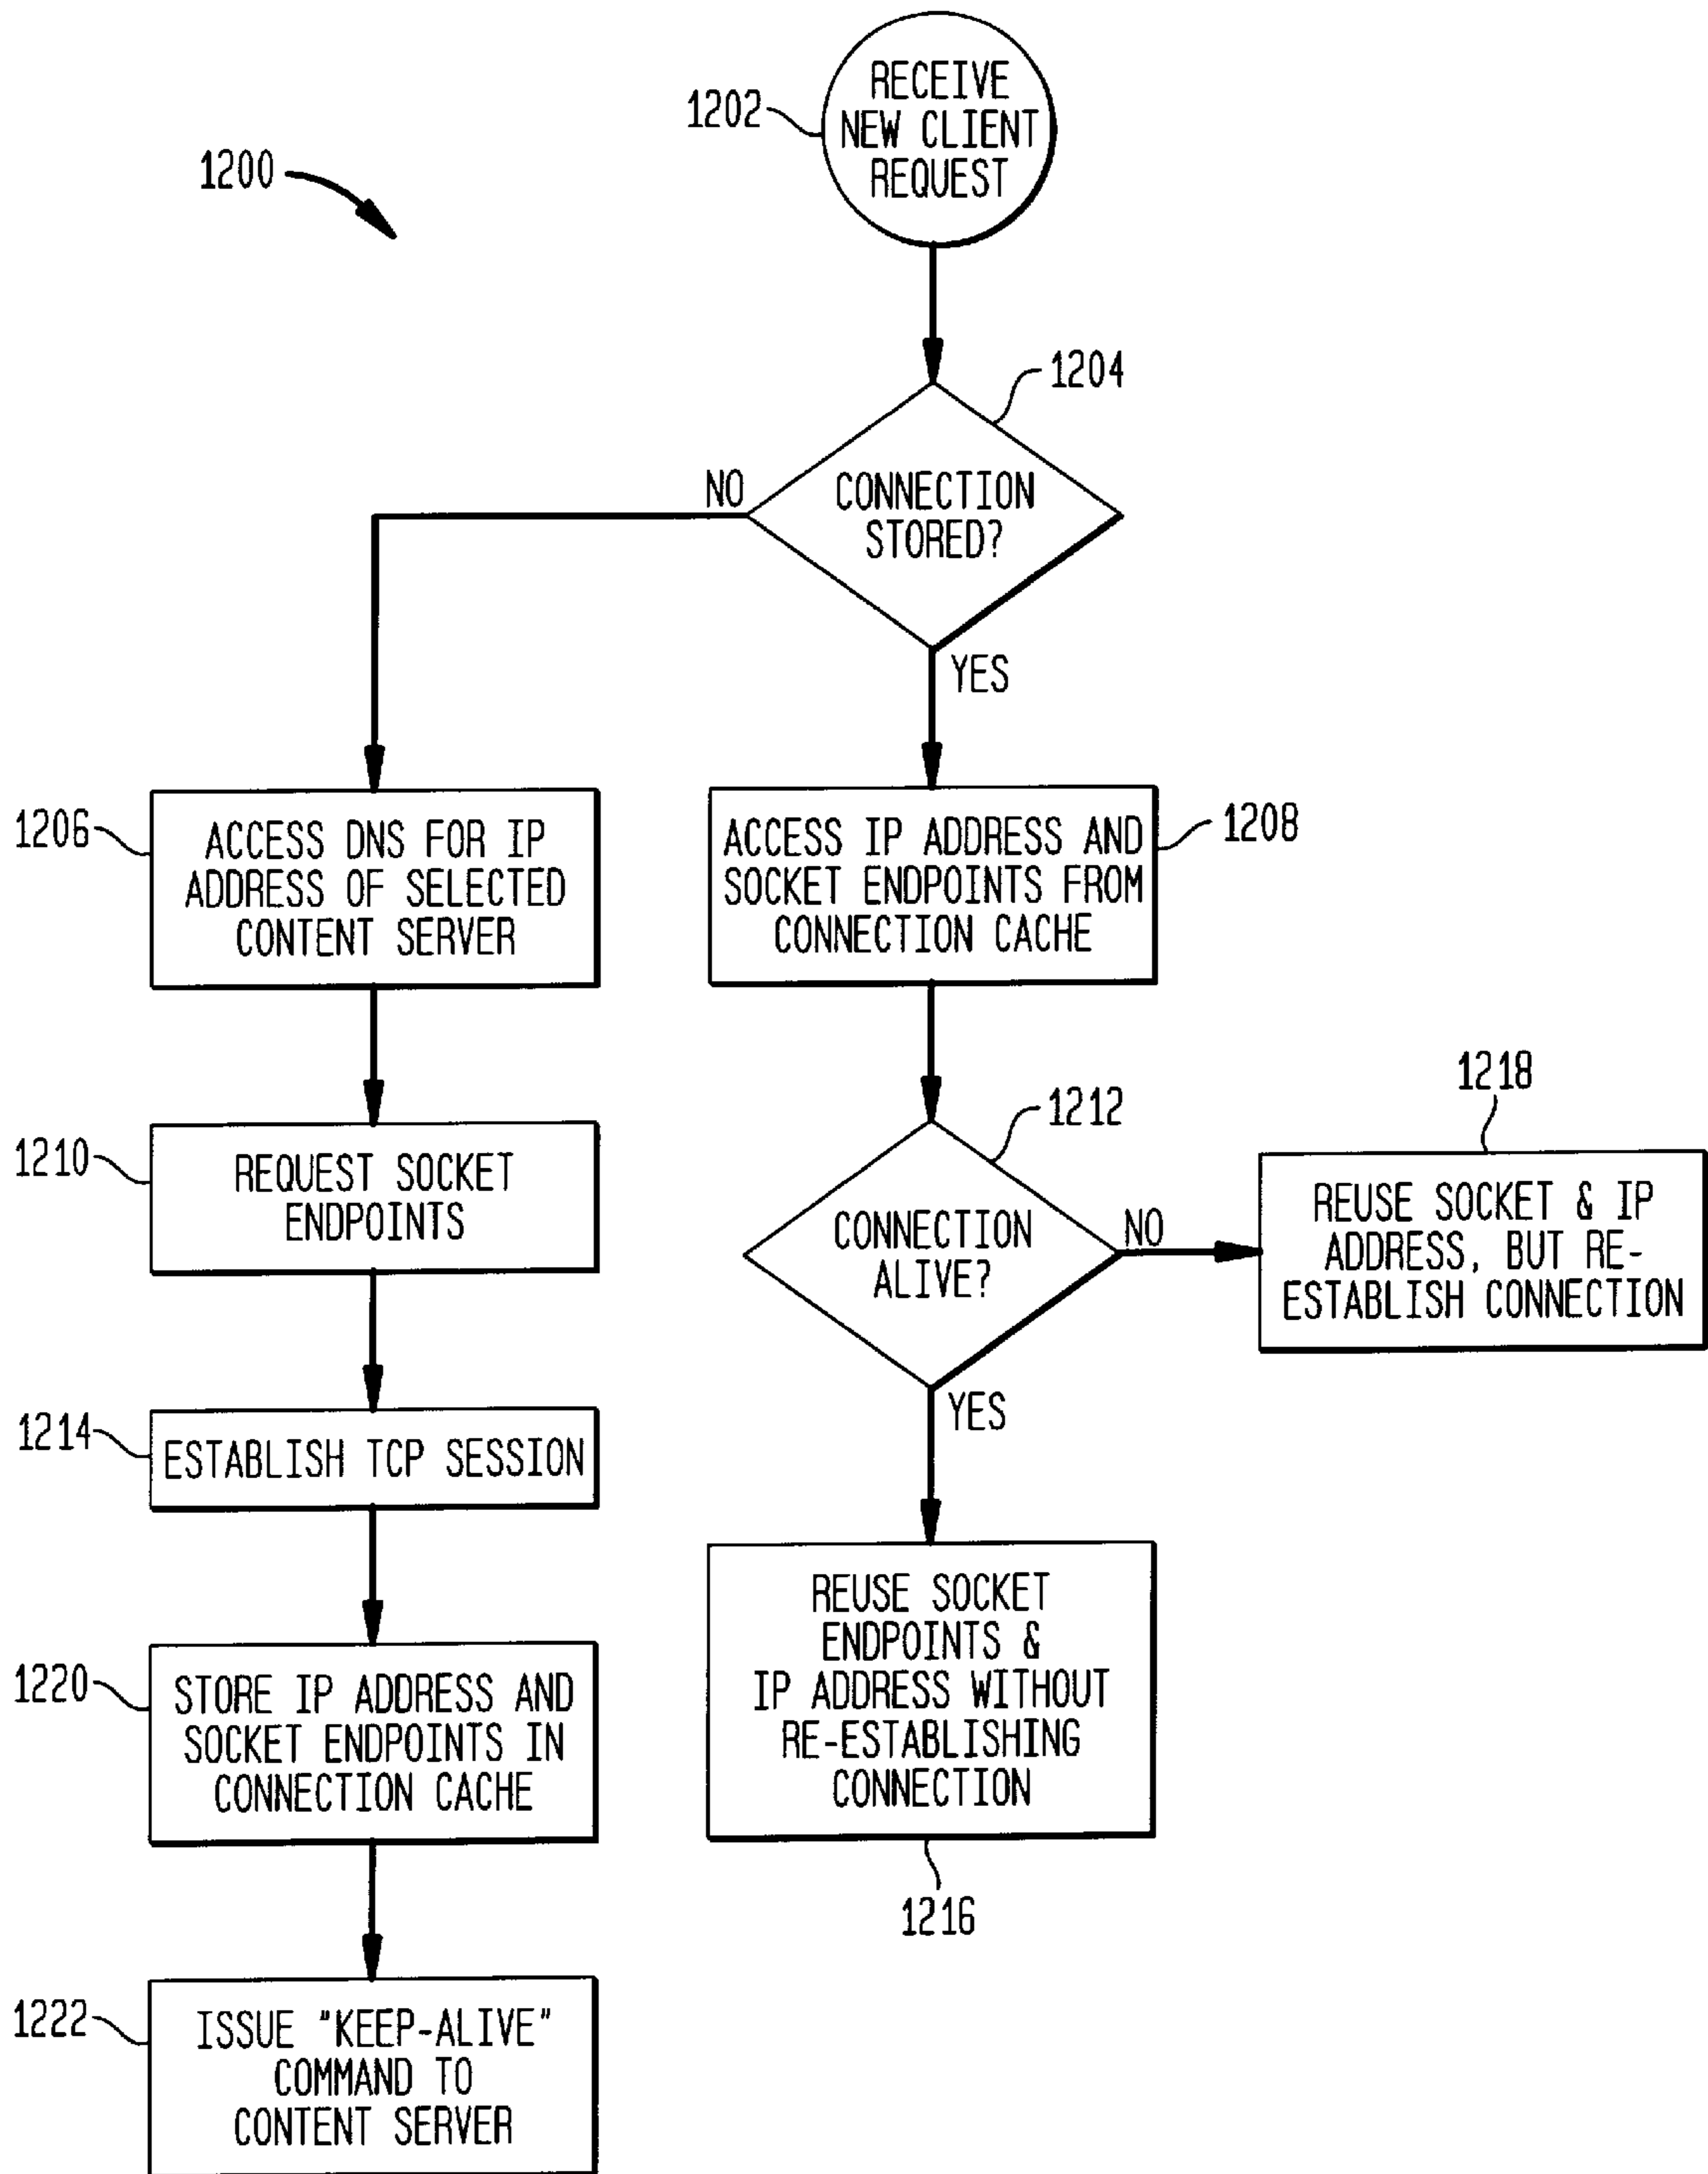 1202
RECEIVE
NEW CLIENT
REQUEST
1200
1204
CONNECTION
STORED?
NO
YES
1206
ACCESS DNS FOR IP
ADDRESS OF SELECTED
CONTENT SERVER
ACCESS IP ADDRESS AND
SOCKET ENDPOINTS FROM
CONNECTION CACHE
1208
1210
REQUEST SOCKET
ENDPOINTS
1212
CONNECTION
ALIVE?
NO
YES
1218
REUSE SOCKET & IP
ADDRESS, BUT RE-
ESTABLISH CONNECTION
1214
ESTABLISH TCP SESSION
REUSE SOCKET
ENDPOINTS &
IP ADDRESS WITHOUT
RE-ESTABLISHING
CONNECTION
1216
1220
STORE IP ADDRESS AND
SOCKET ENDPOINTS IN
CONNECTION CACHE
1222
ISSUE "KEEP-ALIVE"
COMMAND TO
CONTENT SERVER